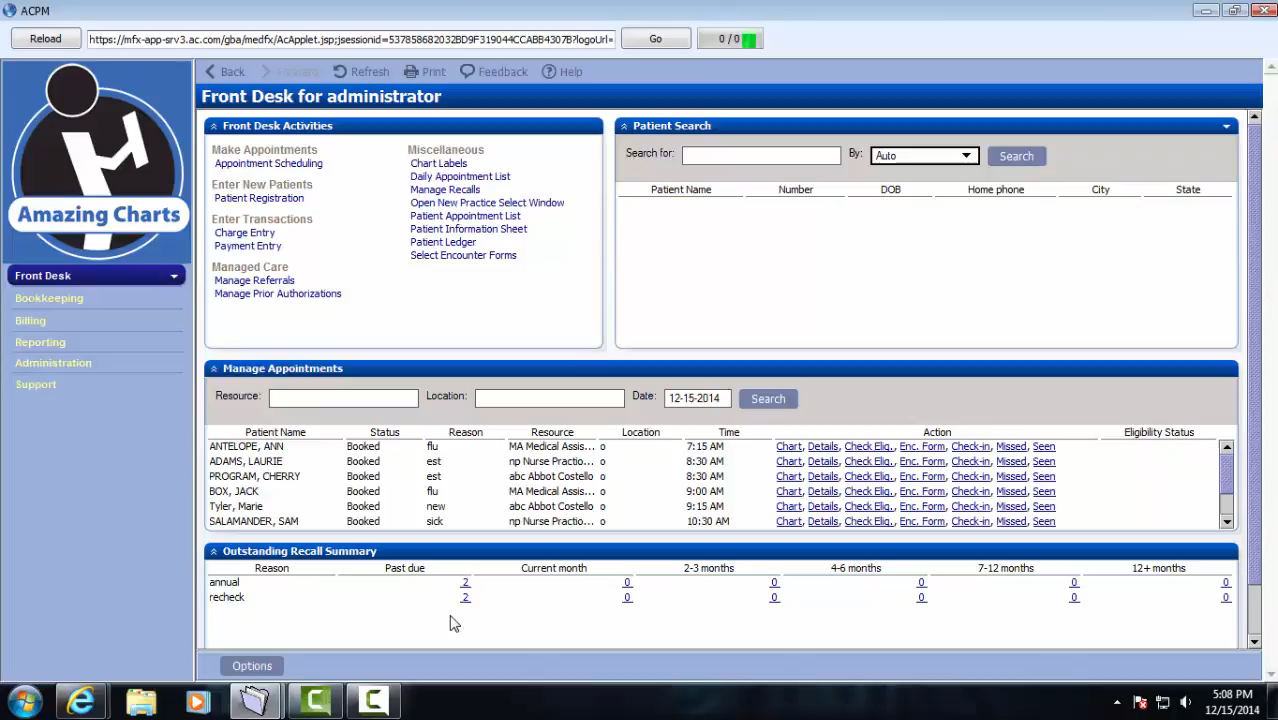 ACPM
Reload
https://mfx-app-srv3.ac.com/gba/medfx/AcApplet.jsp;jsessionid=537858682032BD9F319044CCABB4307B?logoUrl=
Go
0 / 0
Back
Forward
Refresh
Print
Feedback
Help
Amazing Charts
Front Desk
Bookkeeping
Billing
Reporting
Administration
Support
Front Desk for administrator
Front Desk Activities
Make Appointments
Appointment Scheduling
Enter New Patients
Patient Registration
Enter Transactions
Charge Entry
Payment Entry
Managed Care
Manage Referrals
Manage Prior Authorizations
Miscellaneous
Chart Labels
Daily Appointment List
Manage Recalls
Open New Practice Select Window
Patient Appointment List
Patient Information Sheet
Patient Ledger
Select Encounter Forms
Patient Search
Search for: By: Auto Search
Patient Name Number DOB Home phone City State
Manage Appointments
Resource: Location: Date: 12-15-2014 Search
Patient Name Status Reason Resource Location Time Action Eligibility Status
ANTELOPE, ANN Booked flu MA Medical Assis... o 7:15 AM Chart, Details, Check Elig., Enc. Form, Check-in, Missed, Seen
ADAMS, LAURIE Booked est np Nurse Practio... o 8:30 AM Chart, Details, Check Elig., Enc. Form, Check-in, Missed, Seen
PROGRAM, CHERRY Booked est abc Abbot Costello o 8:30 AM Chart, Details, Check Elig., Enc. Form, Check-in, Missed, Seen
BOX, JACK Booked flu MA Medical Assis... o 9:00 AM Chart, Details, Check Elig., Enc. Form, Check-in, Missed, Seen
Tyler, Marie Booked new abc Abbot Costello o 9:15 AM Chart, Details, Check Elig., Enc. Form, Check-in, Missed, Seen
SALAMANDER, SAM Booked sick np Nurse Practio... o 10:30 AM Chart, Details, Check Elig., Enc. Form, Check-in, Missed, Seen
Outstanding Recall Summary
Reason Past due Current month 2-3 months 4-6 months 7-12 months 12+ months
annual 2 0 0 0 0 0
recheck 2 0 0 0 0 0
Options
5:08 PM
12/15/2014